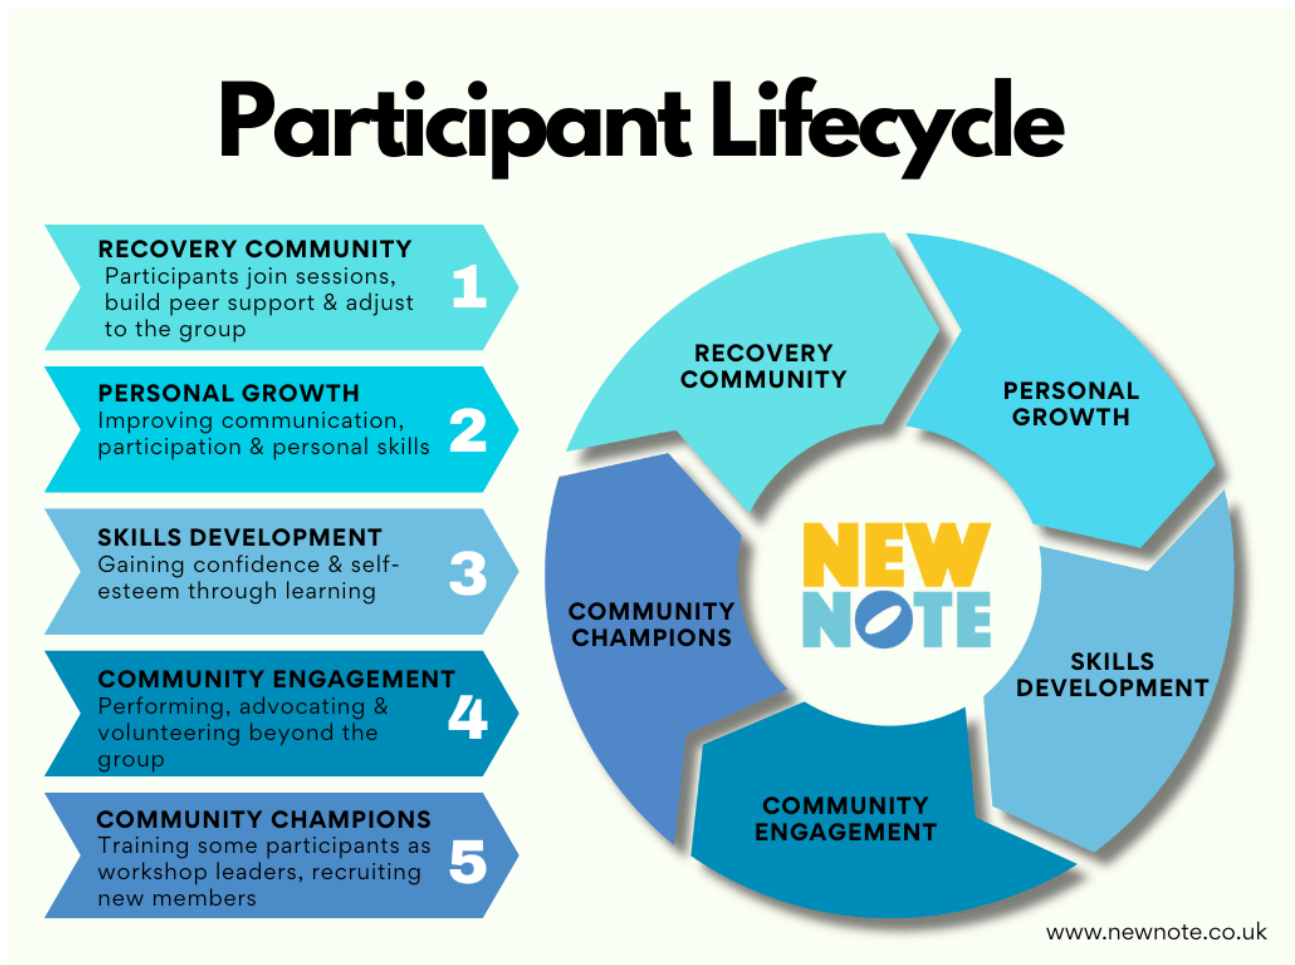 Participant Lifecycle
RECOVERY COMMUNITY
Participants join sessions,
build peer support & adjust
to the group
1
PERSONAL GROWTH
Improving communication,
participation & personal skills
2
SKILLS DEVELOPMENT
Gaining confidence & self-
esteem through learning
3
COMMUNITY ENGAGEMENT
Performing, advocating &
volunteering beyond the
group
4
COMMUNITY CHAMPIONS
Training some participants as
workshop leaders, recruiting
new members
5
RECOVERY
COMMUNITY
PERSONAL
GROWTH
SKILLS
DEVELOPMENT
COMMUNITY
ENGAGEMENT
COMMUNITY
CHAMPIONS
NEW
NOTE
www.newnote.co.uk